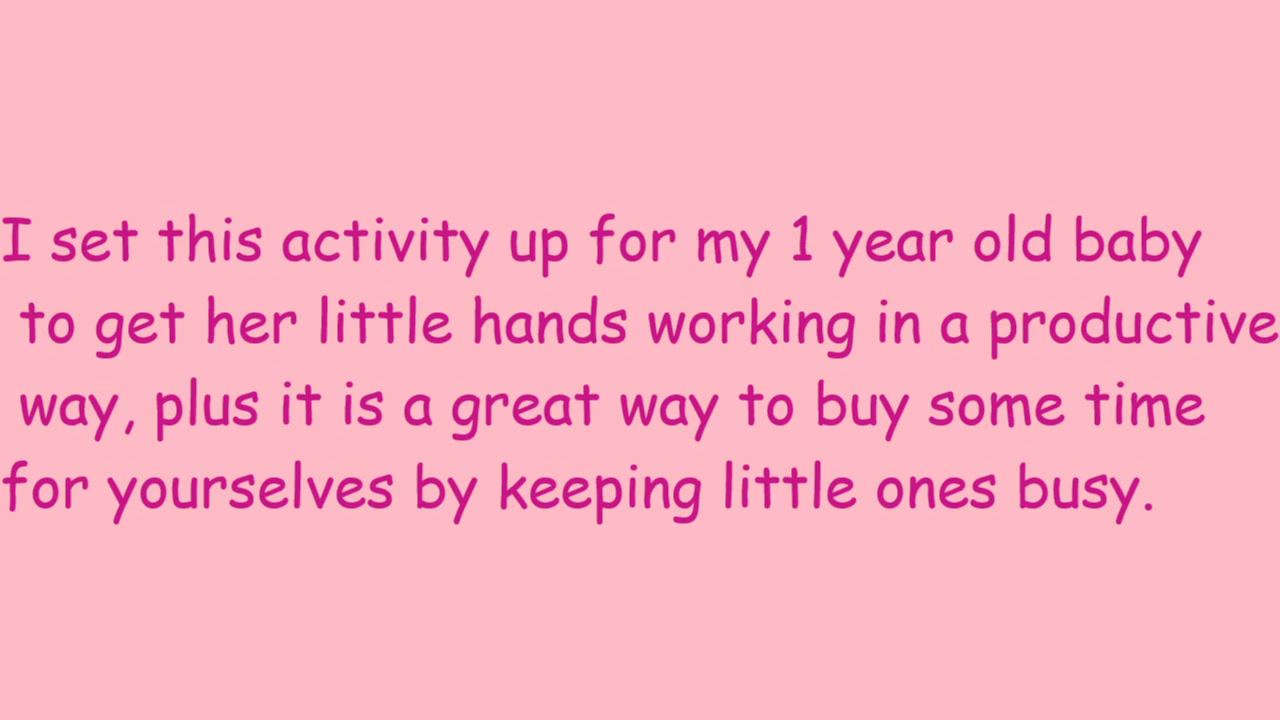 I set this activity up for my 1 year old baby
to get her little hands working in a productive
way, plus it is a great way to buy some time
for yourselves by keeping little ones busy.